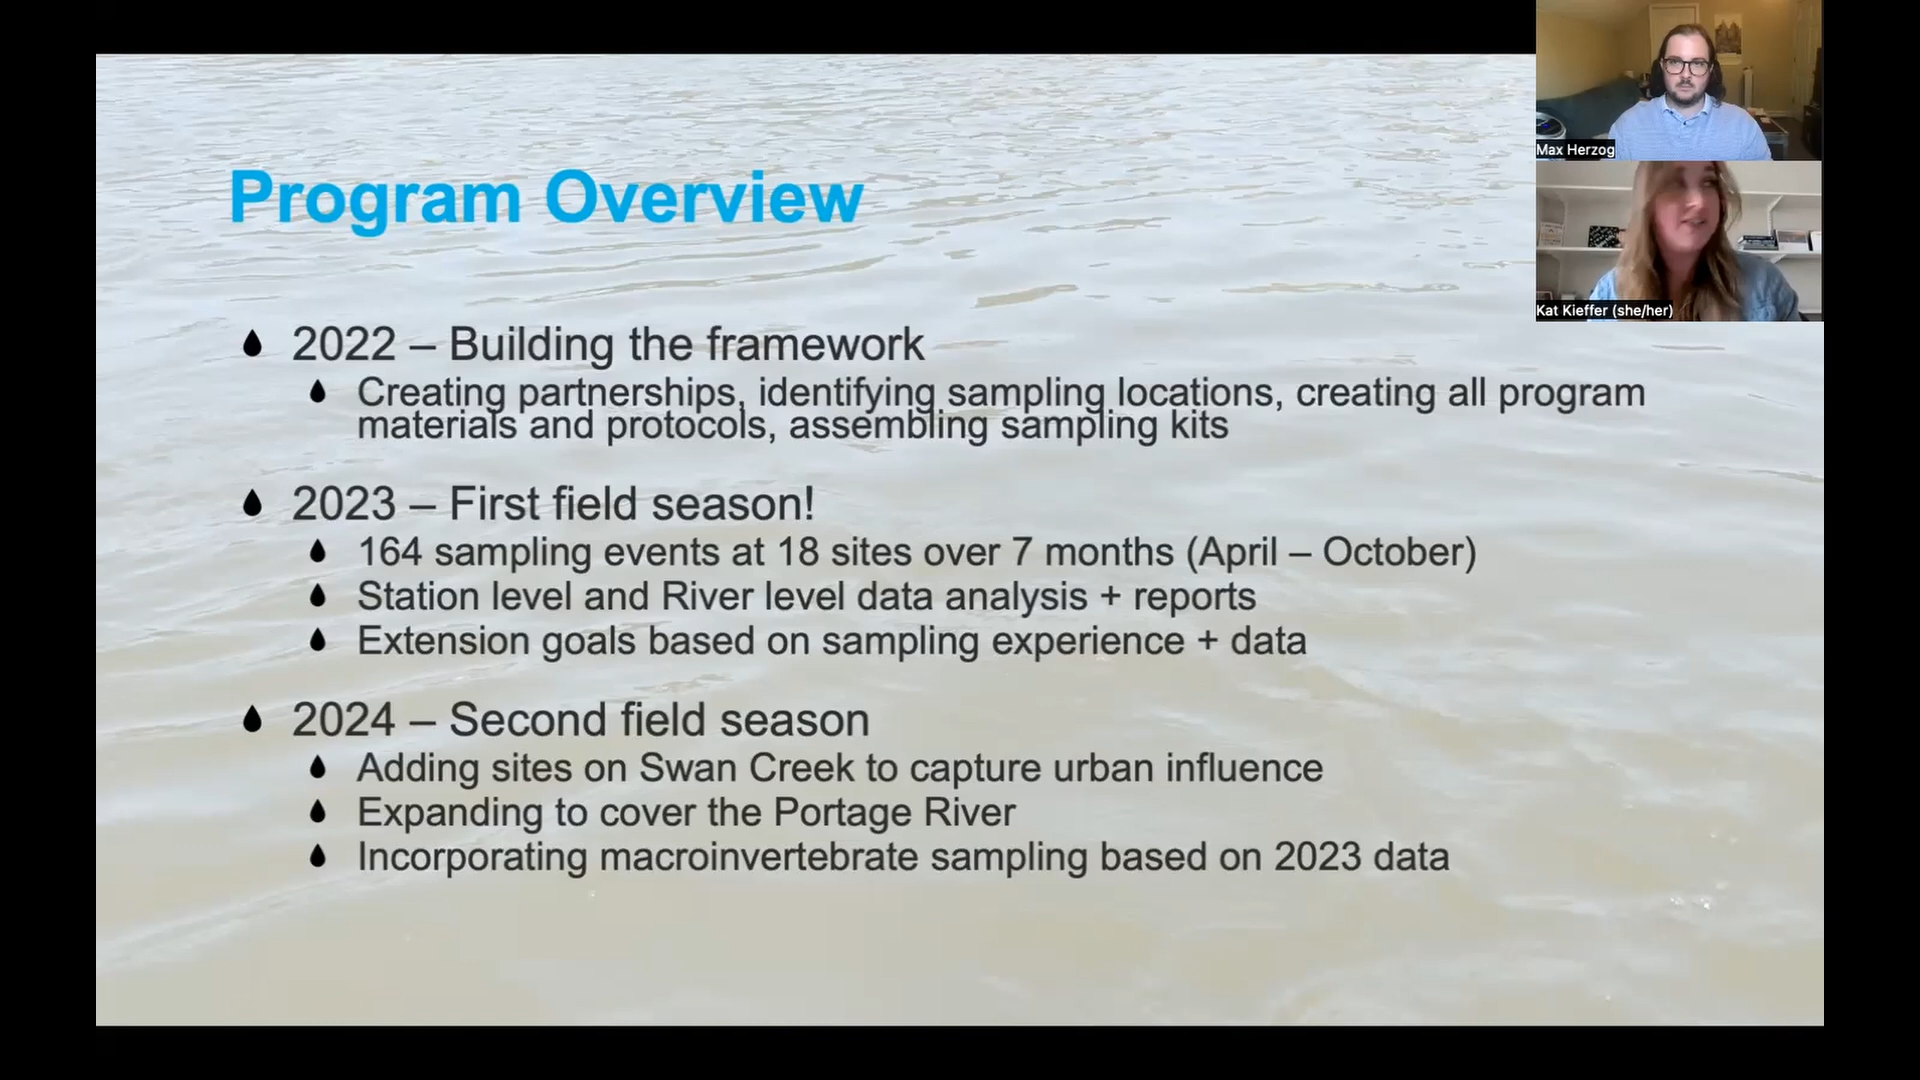 Program Overview
2022 – Building the framework
Creating partnerships, identifying sampling locations, creating all program
materials and protocols, assembling sampling kits
2023 – First field season!
164 sampling events at 18 sites over 7 months (April – October)
Station level and River level data analysis + reports
Extension goals based on sampling experience + data
2024 – Second field season
Adding sites on Swan Creek to capture urban influence
Expanding to cover the Portage River
Incorporating macroinvertebrate sampling based on 2023 data
Max Herzog
Kat Kieffer (she/her)